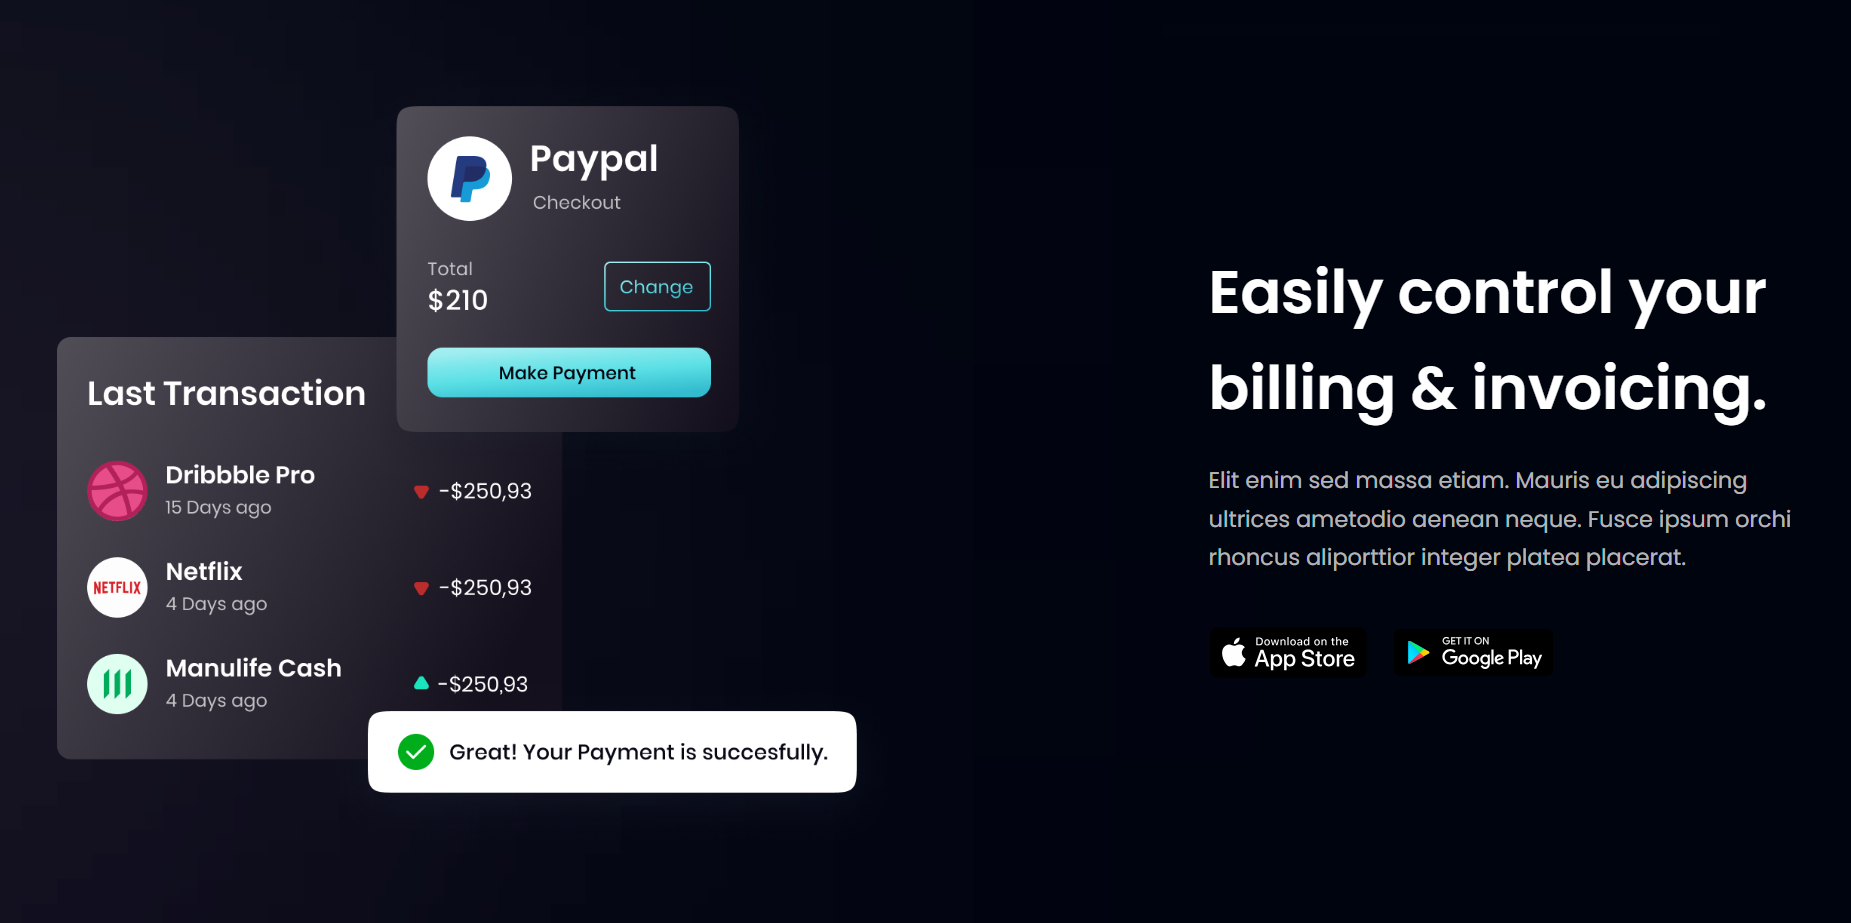 Paypal
Checkout
Total
$210
Change
Make Payment
Last Transaction
Dribbble Pro
15 Days ago
-$250,93
NETFLIX
Netflix
4 Days ago
-$250,93
Manulife Cash
4 Days ago
-$250,93
Great! Your Payment is succesfully.
Easily control your
billing & invoicing.
Elit enim sed massa etiam. Mauris eu adipiscing
ultrices ametodio aenean neque. Fusce ipsum orchi
rhoncus aliporttior integer platea placerat.
Download on the
App Store
GET IT ON
Google Play